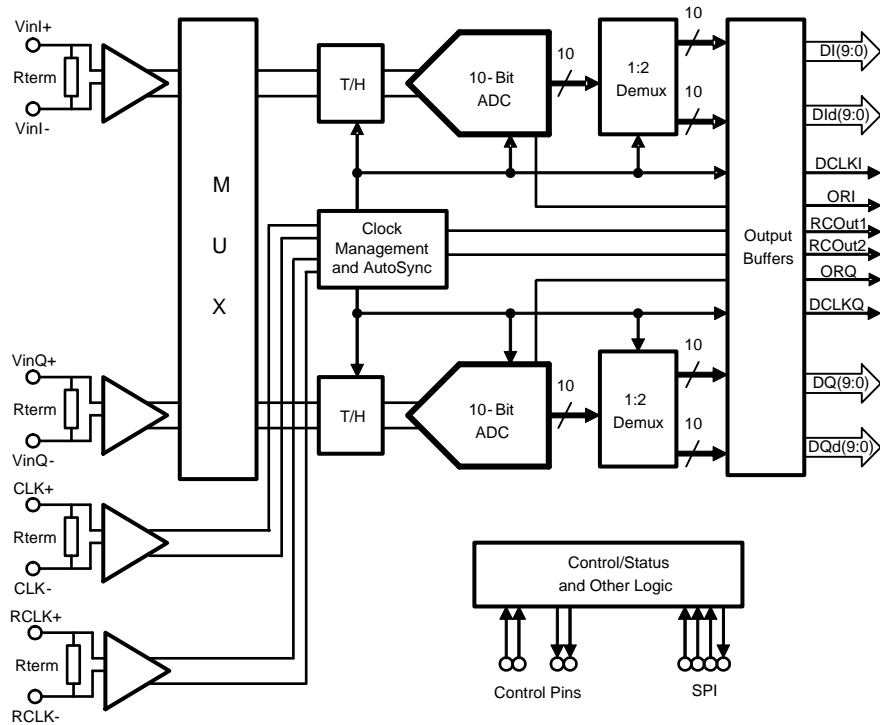 VinI+
Rterm
VinI-
M
U
X
T/H
10-Bit
ADC
10
1:2
Demux
10
10
DI(9:0)
DId(9:0)
DCLKI
ORI
RCOut1
RCOut2
ORQ
DCLKQ
Output
Buffers
Clock
Management
and AutoSync
VinQ+
Rterm
VinQ-
T/H
10-Bit
ADC
10
1:2
Demux
10
10
DQ(9:0)
DQd(9:0)
CLK+
Rterm
CLK-
RCLK+
Rterm
RCLK-
Control/Status
and Other Logic
Control Pins
SPI